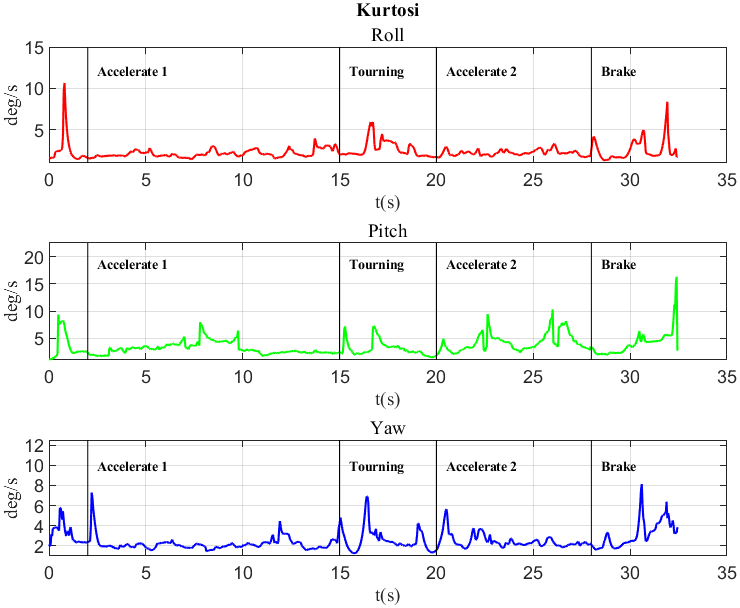 Kurtosi
Roll
15
10
5
deg/s
Accelerate 1 Tourning Accelerate 2 Brake
0 5 10 15 20 25 30 35
t(s)
Pitch
20
15
10
5
deg/s
Accelerate 1 Tourning Accelerate 2 Brake
0 5 10 15 20 25 30 35
t(s)
Yaw
12
10
8
6
4
2
deg/s
Accelerate 1 Tourning Accelerate 2 Brake
0 5 10 15 20 25 30 35
t(s)